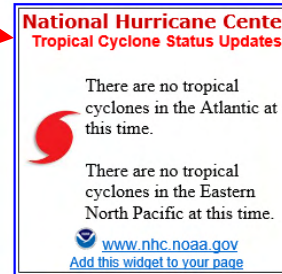 National Hurricane Cente
Tropical Cyclone Status Updates
There are no tropical
cyclones in the Atlantic at
this time.
There are no tropical
cyclones in the Eastern
North Pacific at this time.
www.nhc.noaa.gov
Add this widget to your page